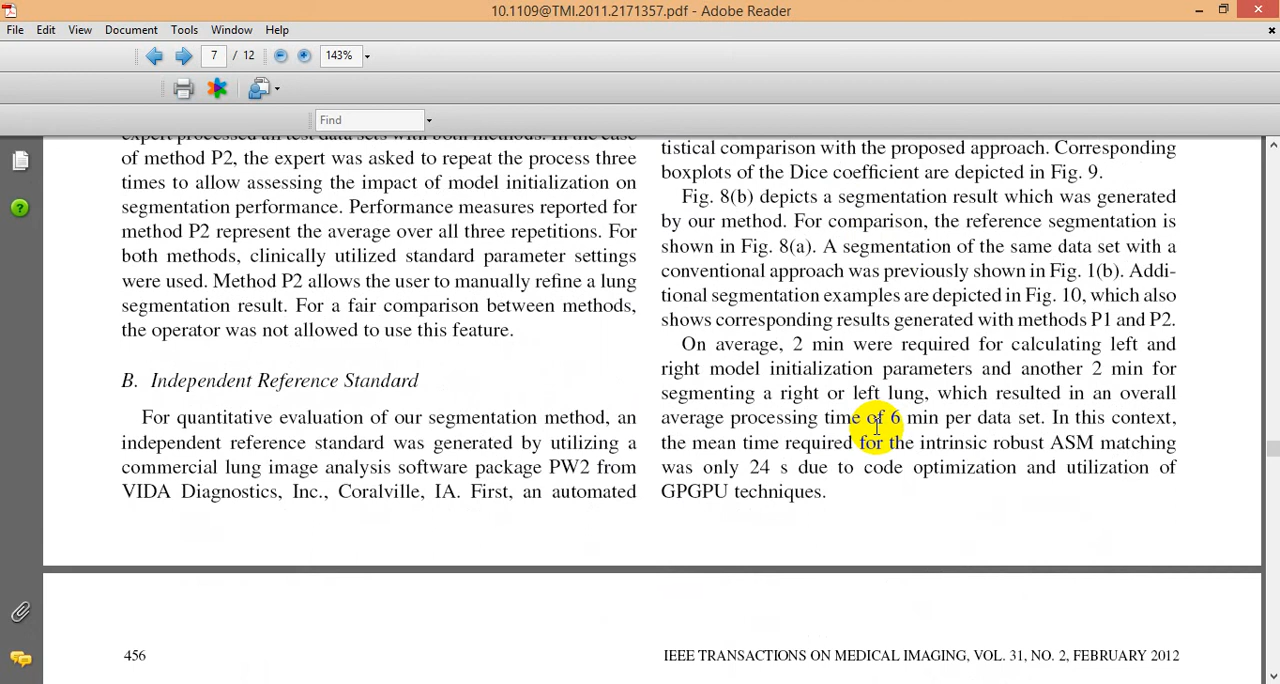 10.1109@TMI.2011.2171357.pdf - Adobe Reader
File Edit View Document Tools Window Help
7 / 12 143%
Find
expert processed all test data sets with both methods. In the case
of method P2, the expert was asked to repeat the process three
times to allow assessing the impact of model initialization on
segmentation performance. Performance measures reported for
method P2 represent the average over all three repetitions. For
both methods, clinically utilized standard parameter settings
were used. Method P2 allows the user to manually refine a lung
segmentation result. For a fair comparison between methods,
the operator was not allowed to use this feature.
B. Independent Reference Standard
For quantitative evaluation of our segmentation method, an
independent reference standard was generated by utilizing a
commercial lung image analysis software package PW2 from
VIDA Diagnostics, Inc., Coralville, IA. First, an automated
tistical comparison with the proposed approach. Corresponding
boxplots of the Dice coefficient are depicted in Fig. 9.
Fig. 8(b) depicts a segmentation result which was generated
by our method. For comparison, the reference segmentation is
shown in Fig. 8(a). A segmentation of the same data set with a
conventional approach was previously shown in Fig. 1(b). Addi-
tional segmentation examples are depicted in Fig. 10, which also
shows corresponding results generated with methods P1 and P2.
On average, 2 min were required for calculating left and
right model initialization parameters and another 2 min for
segmenting a right or left lung, which resulted in an overall
average processing time of 6 min per data set. In this context,
the mean time required for the intrinsic robust ASM matching
was only 24 s due to code optimization and utilization of
GPGPU techniques.
456
IEEE TRANSACTIONS ON MEDICAL IMAGING, VOL. 31, NO. 2, FEBRUARY 2012